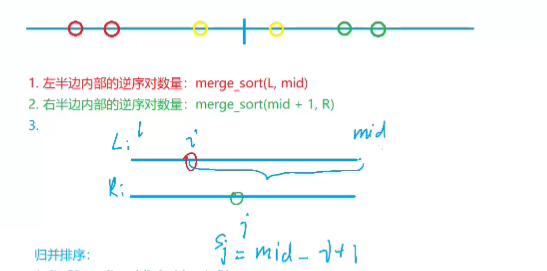 1. 左半边内部的逆序对数量：merge_sort(L, mid)
2. 右半边内部的逆序对数量：merge_sort(mid + 1, R)
3.
L: l i mid
R:
j
Sj = mid - i + 1
归并排序：